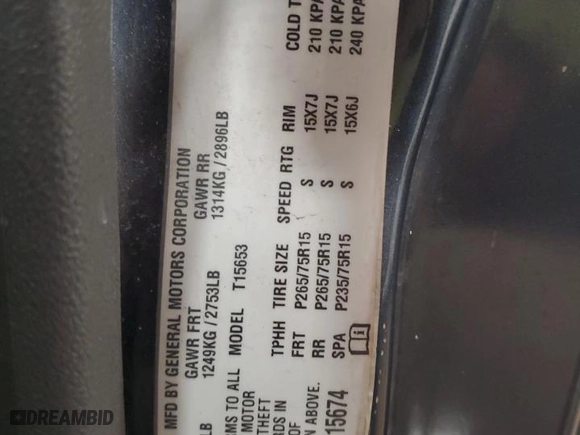 MFD BY GENERAL MOTORS CORPORATION
GAWR FRT GAWR RR
LB 1249KG/2753LB 1314KG/2896LB
RMS TO ALL MODEL T15653
MOTOR
THEFT TPHH TIRE SIZE SPEED RTG RIM COLD T
RDS IN FRT P265/75R15 S 15X7J 210 KPA
OF RR P265/75R15 S 15X7J 210 KPA
N ABOVE. SPA P235/75R15 S 15X6J 240 KPA
15674
DREAMBID